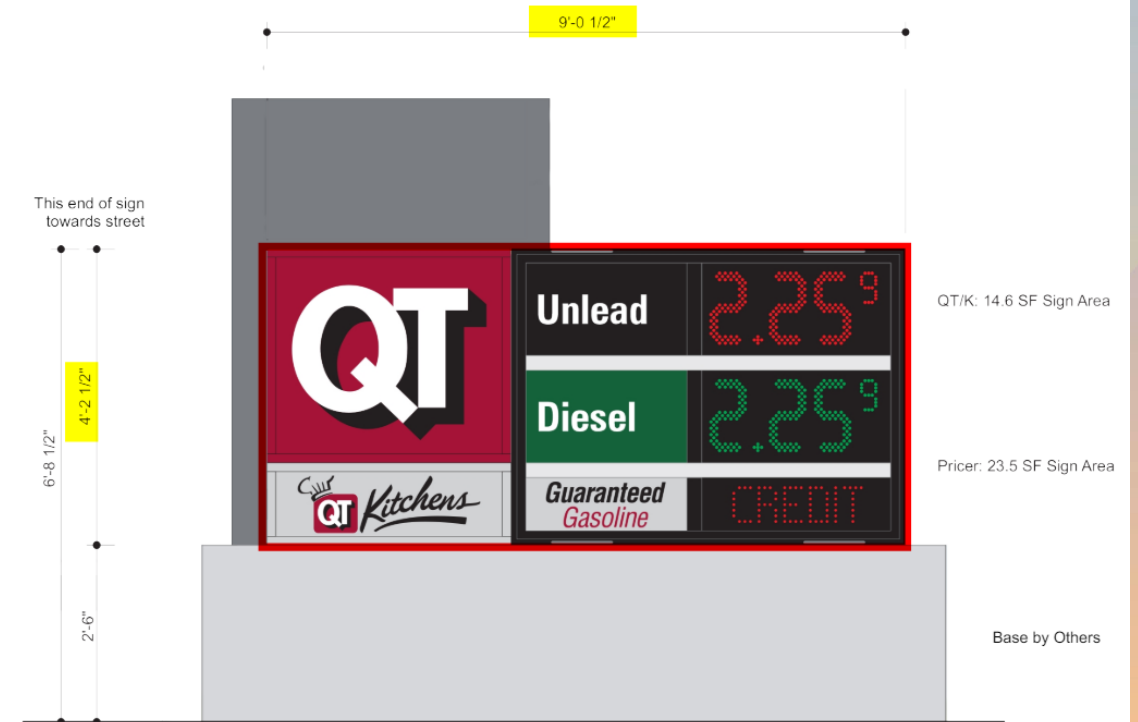 9'-0 1/2"
This end of sign
towards street
6'-8 1/2"
4'-2 1/2"
2'-6"
QT
QT Kitchens
Unlead 2.25 9
Diesel 2.25 9
Guaranteed
Gasoline
CREDIT
QT/K: 14.6 SF Sign Area
Pricer: 23.5 SF Sign Area
Base by Others